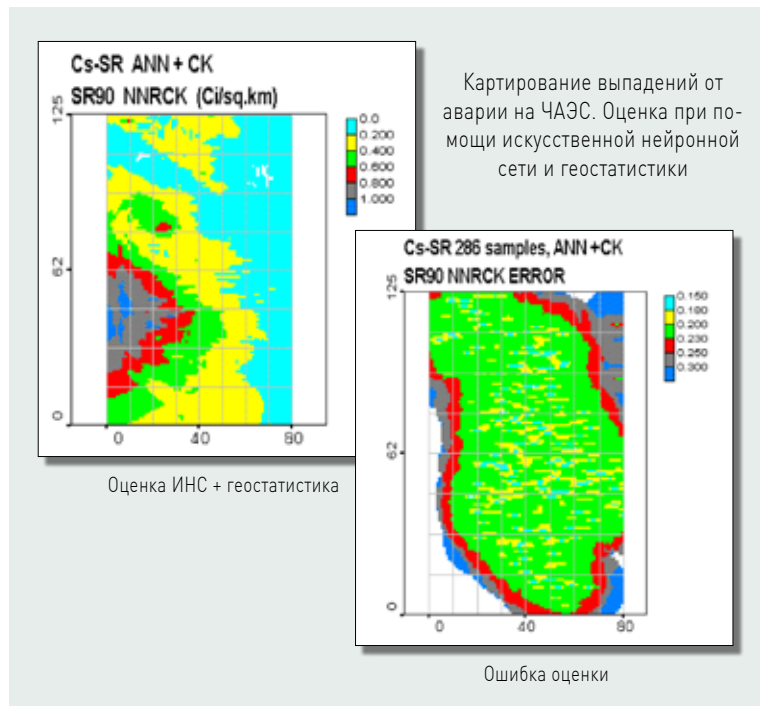 Cs-SR ANN + CK
SR90 NNRCK (Ci/sq.km)
125
62
0
0
40
80
0.0
0.200
0.400
0.600
0.800
1.000
Оценка ИНС + геостатистика
Картирование выпадений от
аварии на ЧАЭС. Оценка при по-
мощи искусственной нейронной
сети и геостатистики
Cs-SR 286 samples, ANN +CK
SR90 NNRCK ERROR
125
62
0
0
40
80
0.150
0.190
0.200
0.230
0.250
0.300
Ошибка оценки